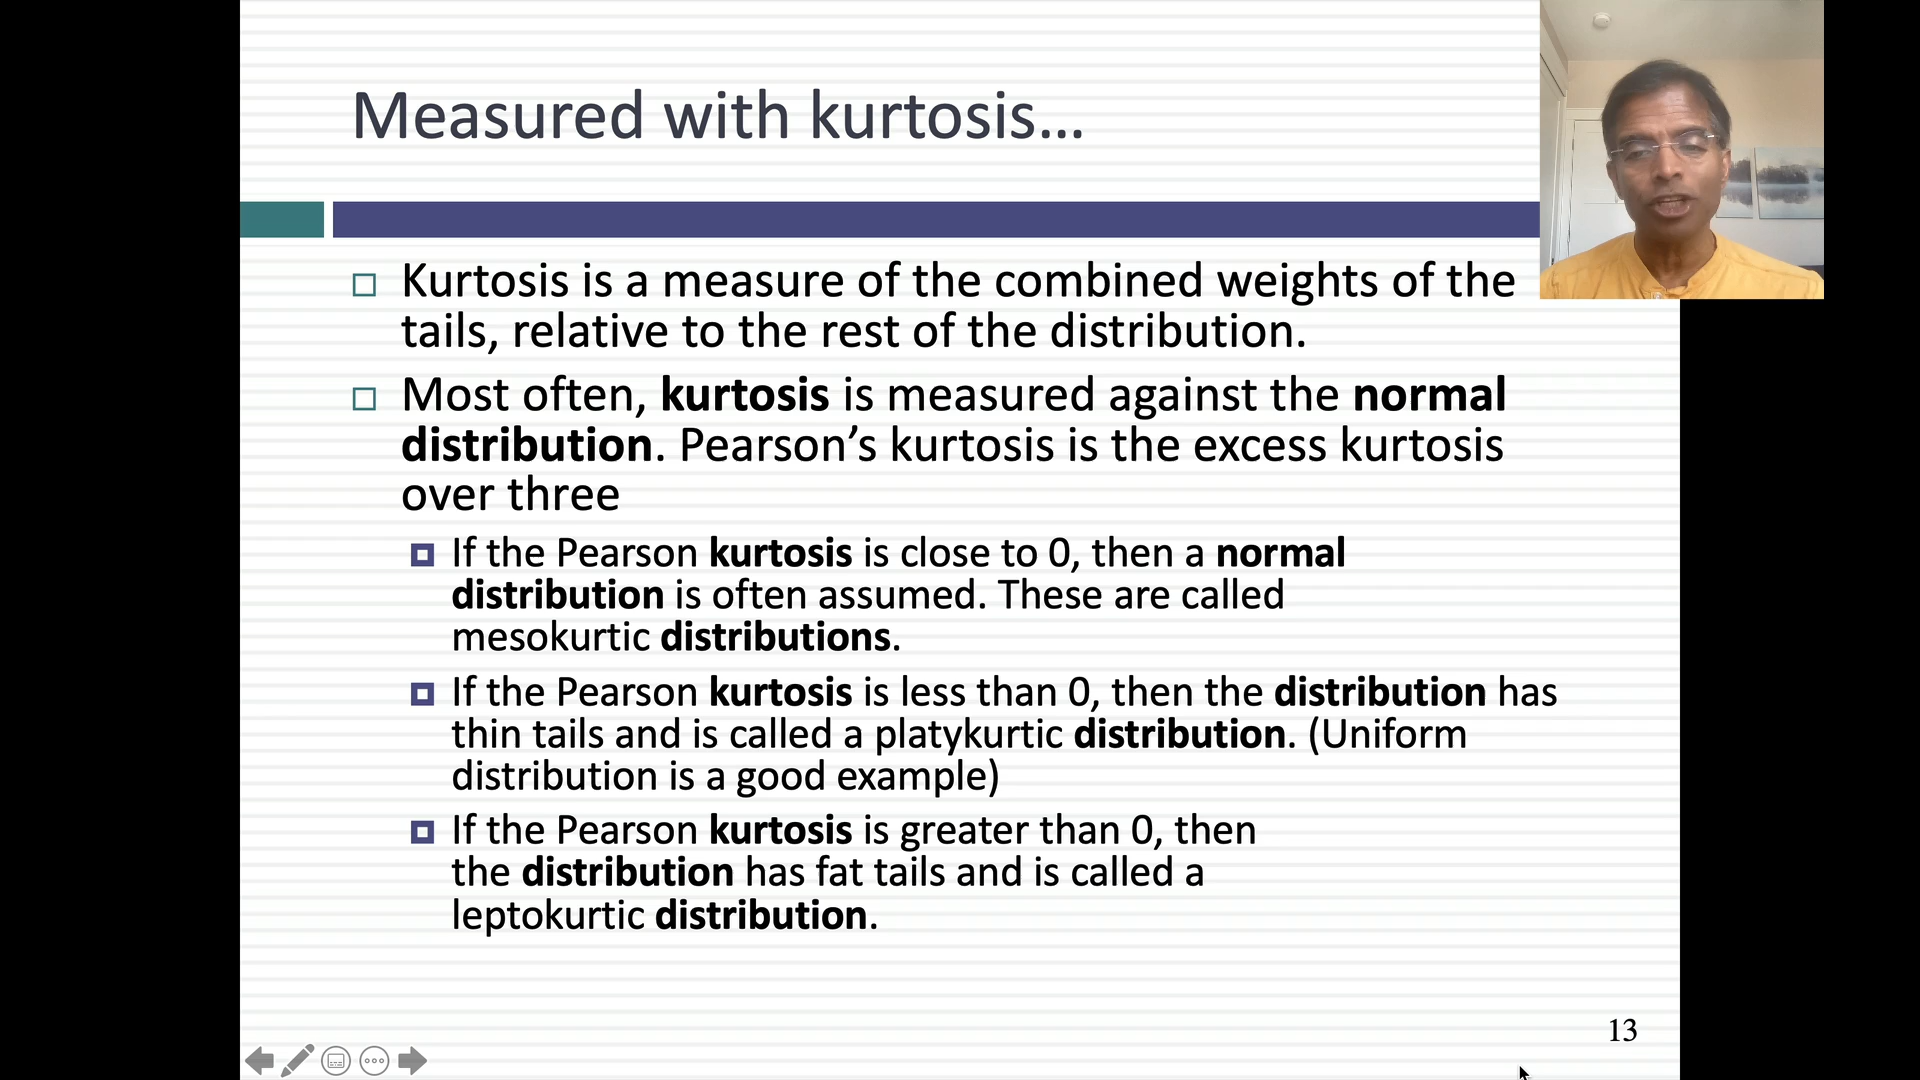 Measured with kurtosis…
Kurtosis is a measure of the combined weights of the
tails, relative to the rest of the distribution.
Most often, kurtosis is measured against the normal
distribution. Pearson’s kurtosis is the excess kurtosis
over three
If the Pearson kurtosis is close to 0, then a normal
distribution is often assumed. These are called
mesokurtic distributions.
If the Pearson kurtosis is less than 0, then the distribution has
thin tails and is called a platykurtic distribution. (Uniform
distribution is a good example)
If the Pearson kurtosis is greater than 0, then
the distribution has fat tails and is called a
leptokurtic distribution.
13